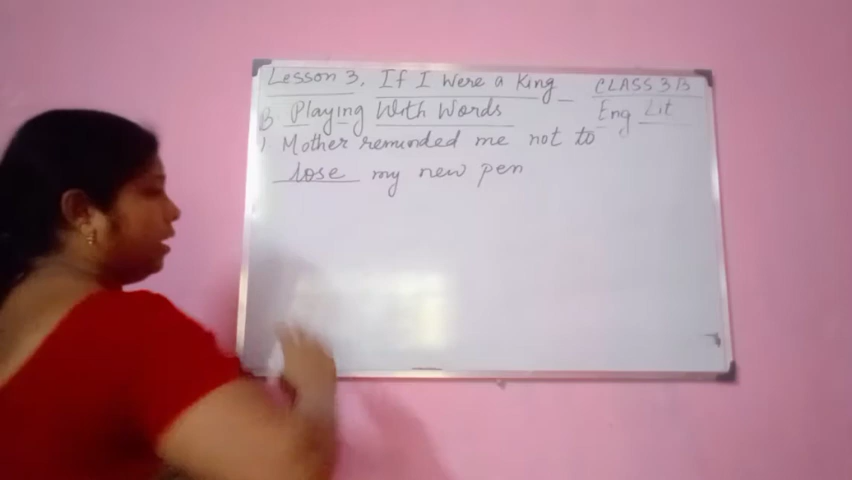 Lesson 3. If I Were a King
CLASS 3 B
B. Playing With Words
Eng Lit
1 Mother reminded me not to
lose my new pen